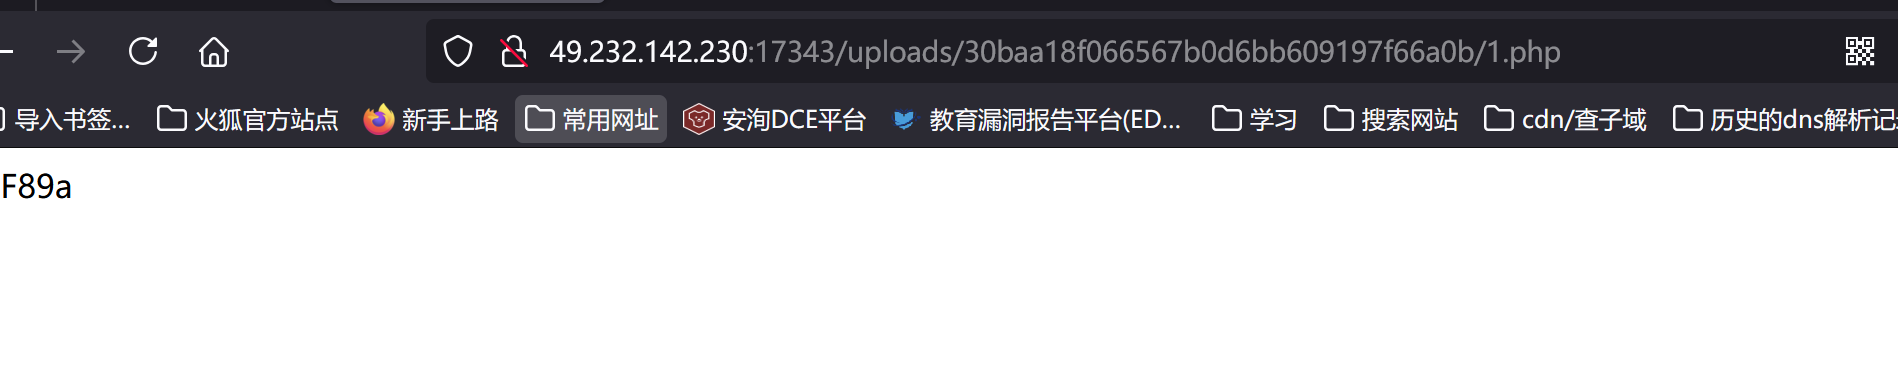 49.232.142.230:17343/uploads/30baa18f066567b0d6bb609197f66a0b/1.php
导入书签... 火狐官方站点 新手上路 常用网址 安洵DCE平台 教育漏洞报告平台(ED... 学习 搜索网站 cdn/查子域 历史的dns解析记
F89a